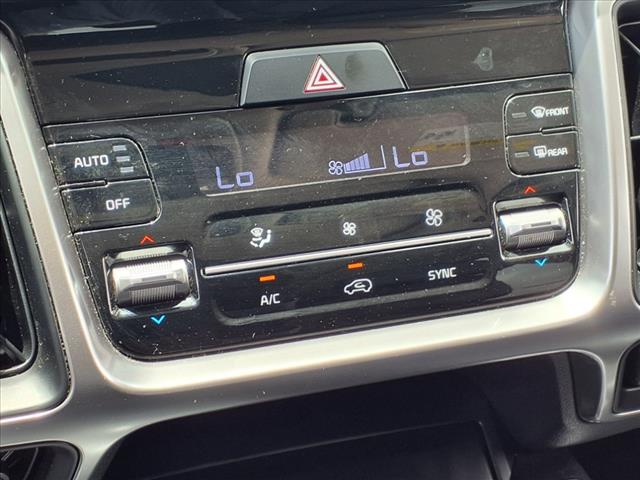 FRONT
AUTO
Lo Lo
REAR
OFF
A/C SYNC